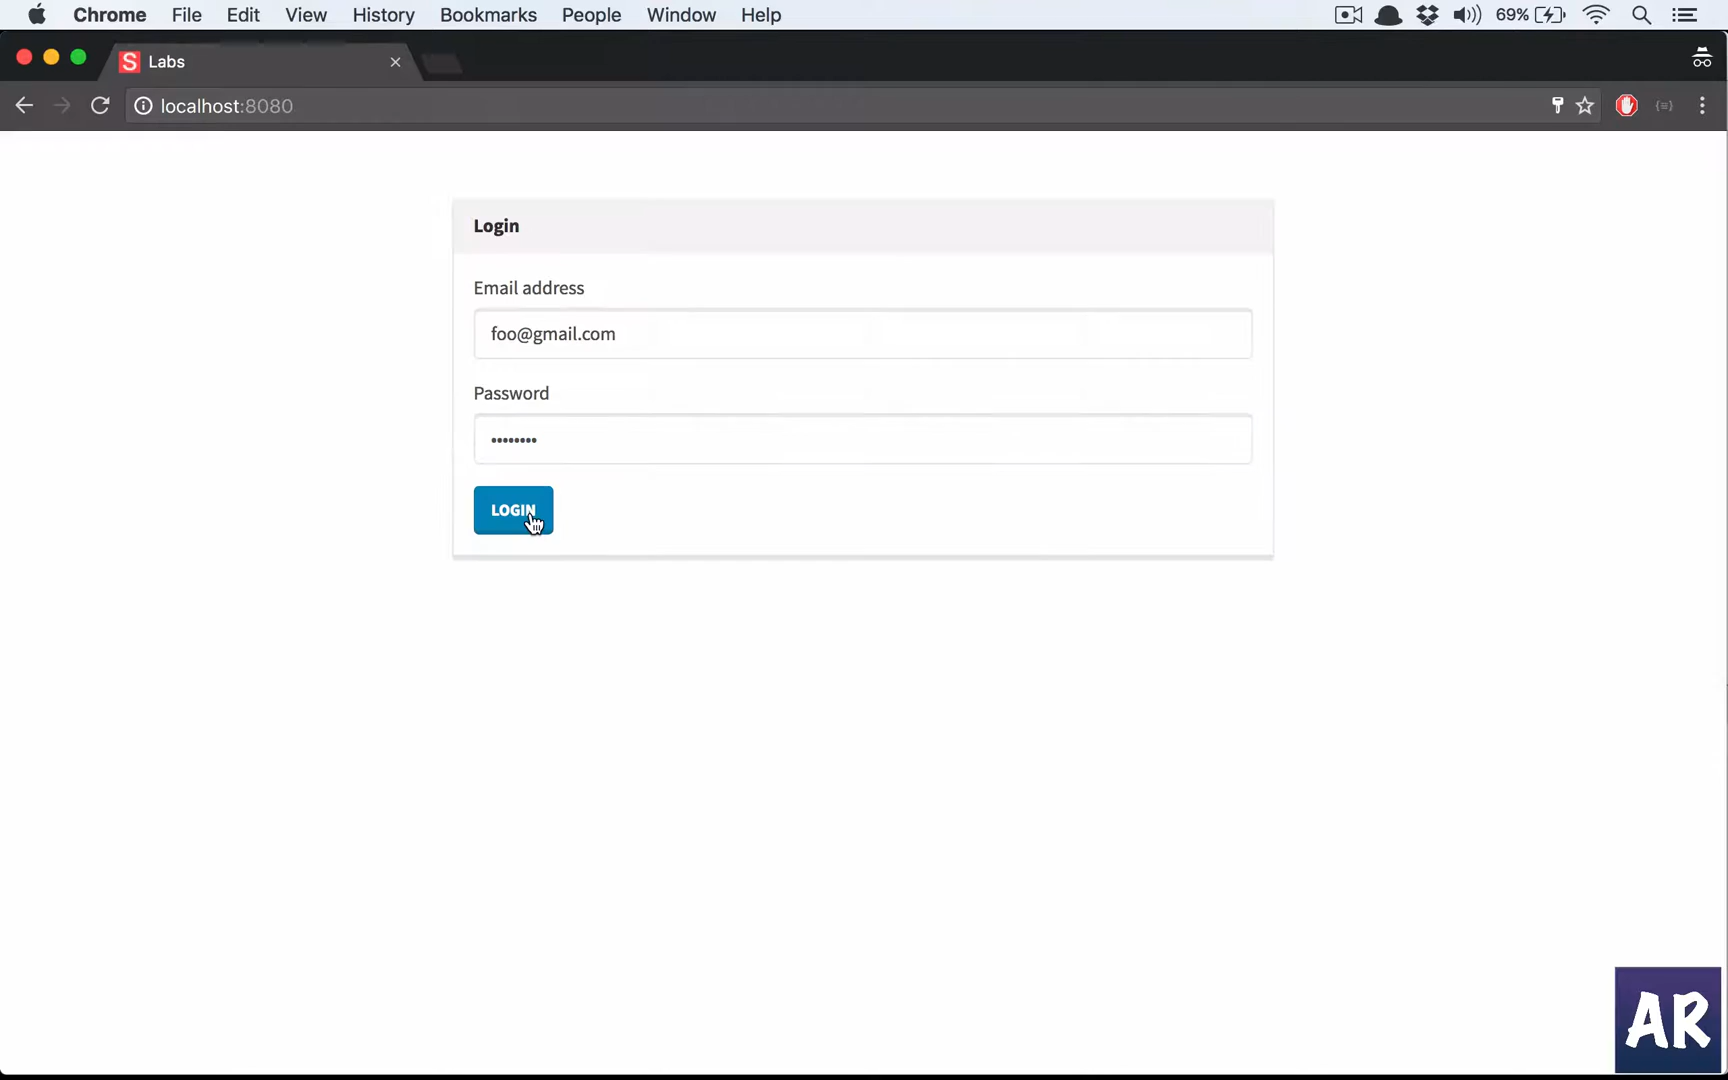 Chrome File Edit View History Bookmarks People Window Help 69%
S Labs
localhost:8080
Login
Email address
foo@gmail.com
Password
••••••••
LOGIN
AR